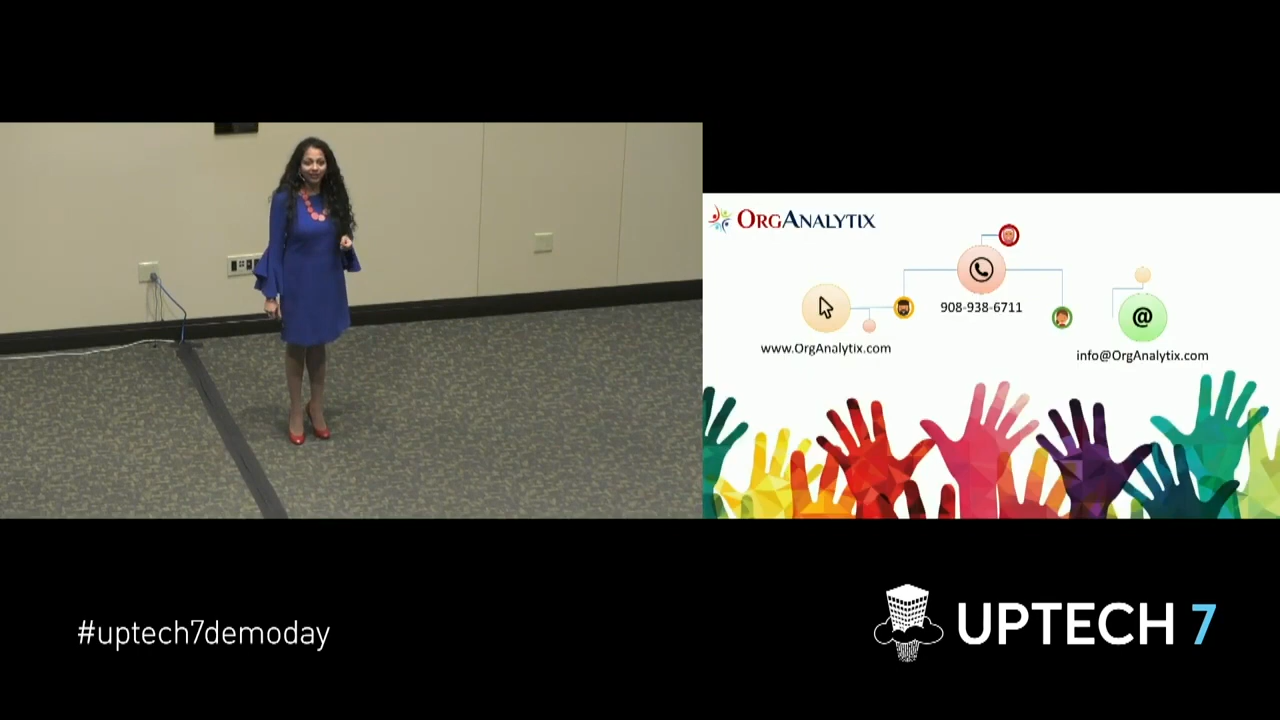 ORGANALYTIX
908-938-6711
www.OrgAnalytix.com
info@OrgAnalytix.com
@
#uptech7demoday
UPTECH 7